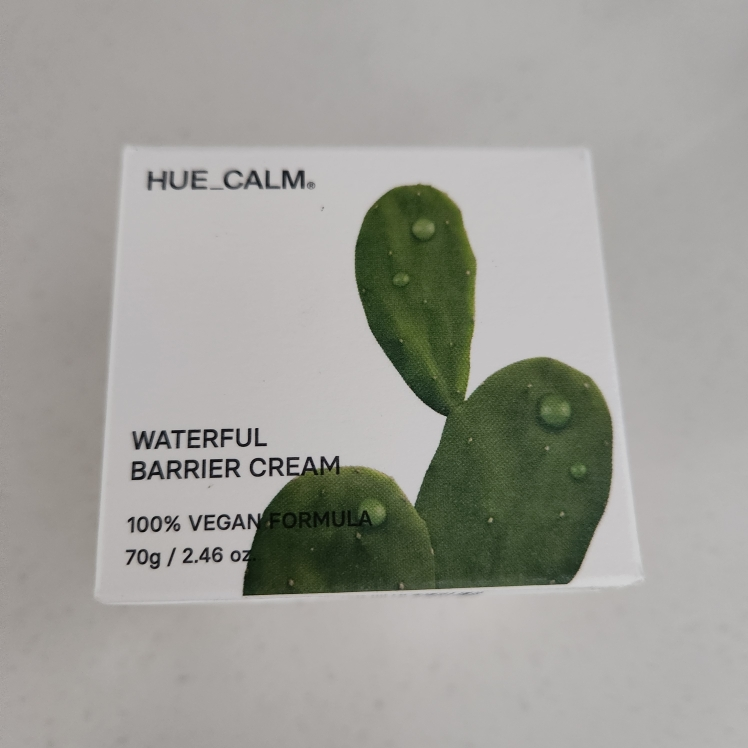 HUE_CALM®
WATERFUL
BARRIER CREAM
100% VEGAN FORMULA
70g / 2.46 oz.